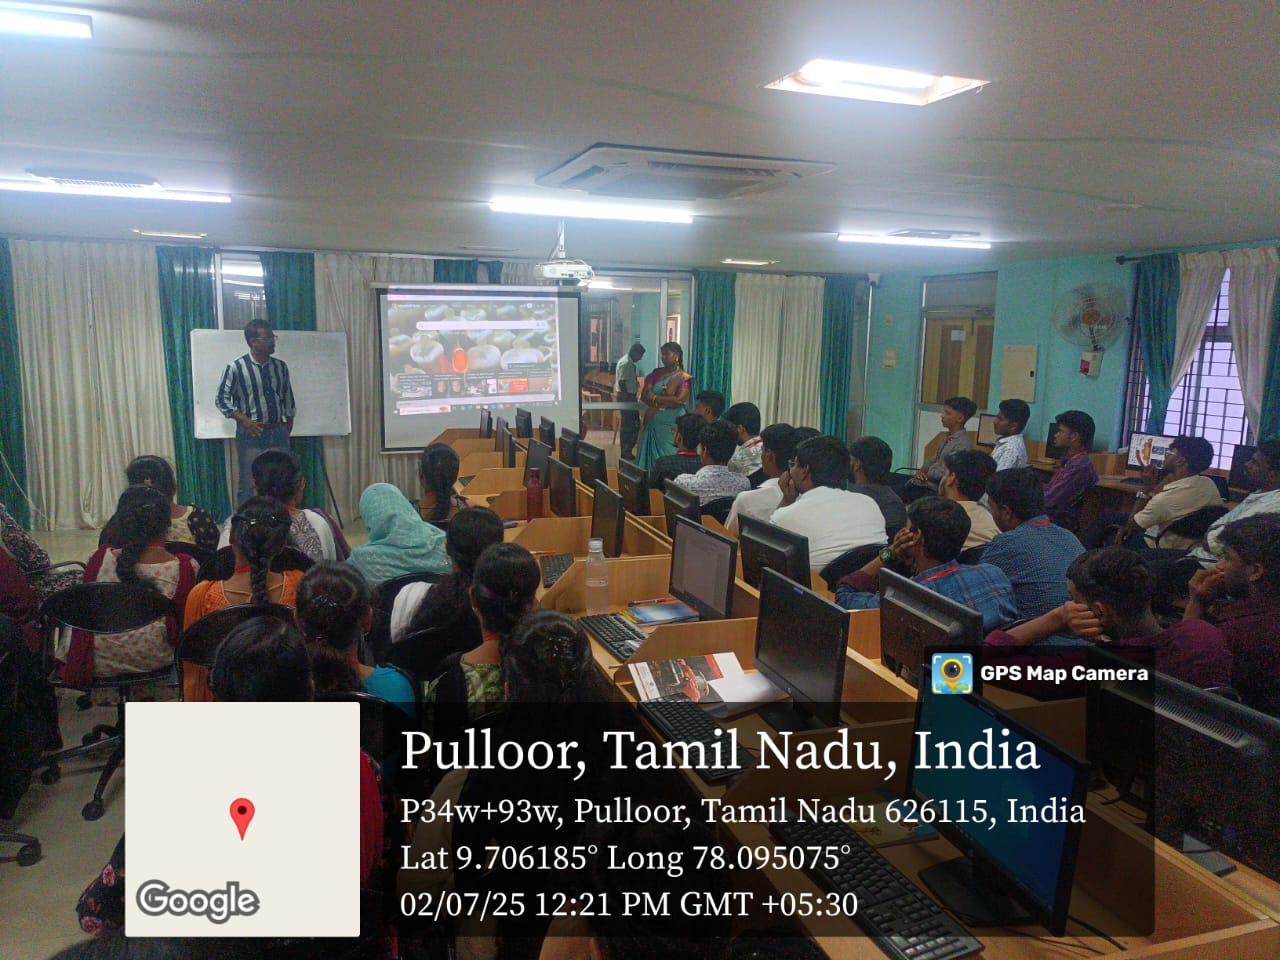 GPS Map Camera
Pulloor, Tamil Nadu, India
P34w+93w, Pulloor, Tamil Nadu 626115, India
Lat 9.706185° Long 78.095075°
02/07/25 12:21 PM GMT +05:30
Google